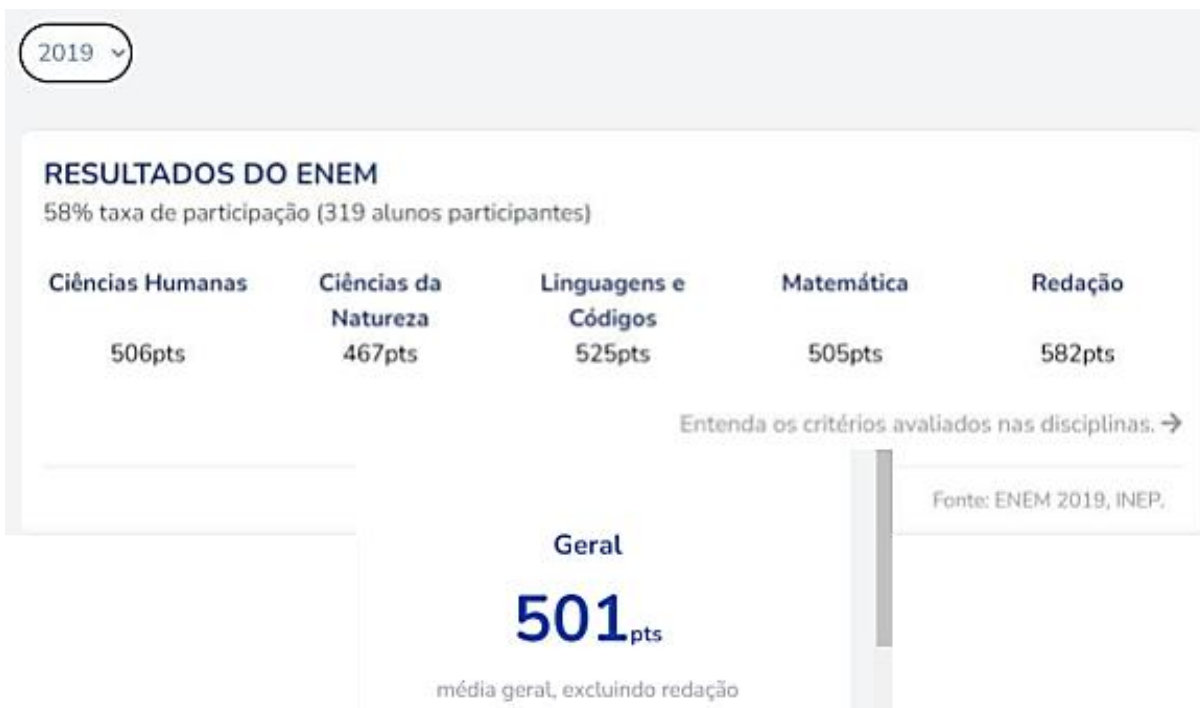 2019
RESULTADOS DO ENEM
58% taxa de participação (319 alunos participantes)
Ciências Humanas
506pts
Ciências da
Natureza
467pts
Linguagens e
Códigos
525pts
Matemática
505pts
Redação
582pts
Entenda os critérios avaliados nas disciplinas. →
Fonte: ENEM 2019, INEP.
Geral
501pts
média geral, excluindo redação